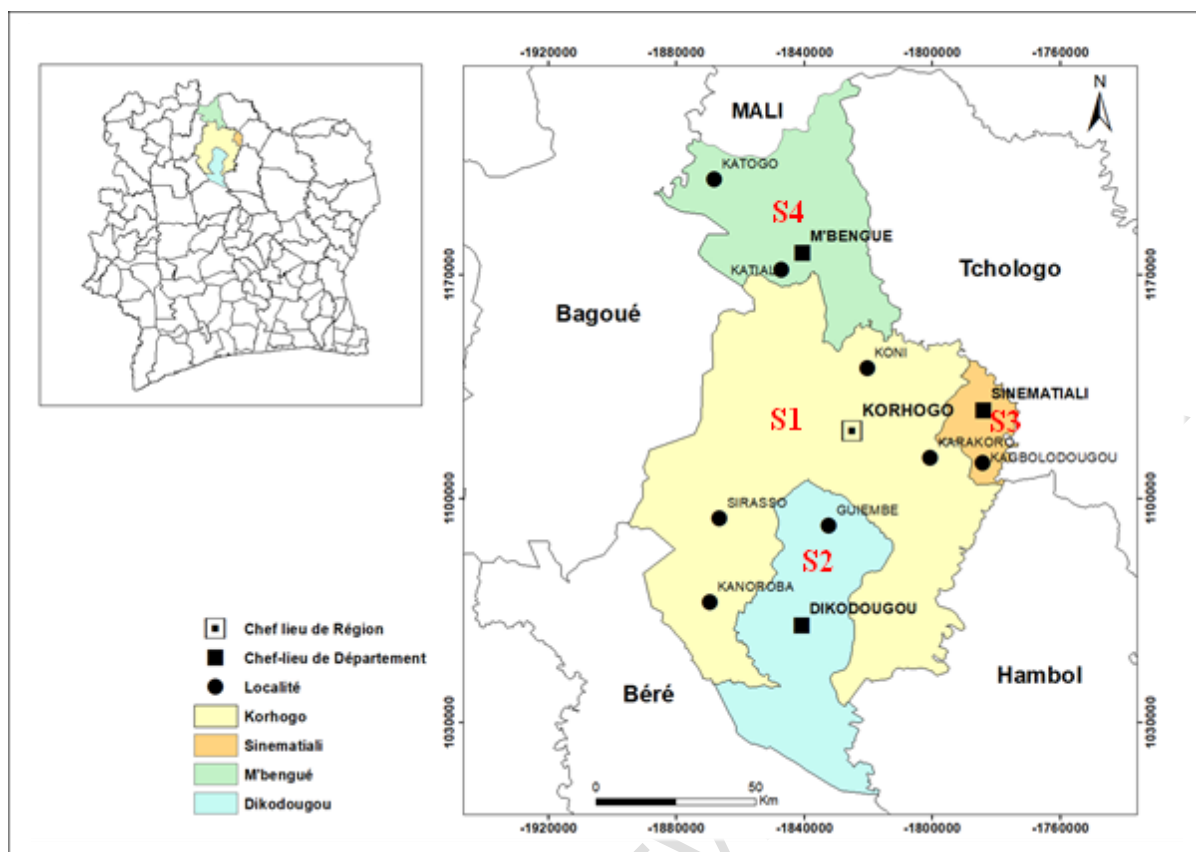 -1920000 -1880000 -1840000 -1800000 -1760000
N
MALI
KATOGO
S4
M'BENGUE
KATIALI
Tchologo
1170000
1170000
Bagoué
KONI
SINEMATIALI
S1
KORHOGO
S3
KARAKORO
KAGBOLODOUGOU
1100000
1100000
SIRASSO
GUIEMBE
S2
KANOROBA
DIKODOUGOU
Hambol
Béré
1030000
1030000
Chef lieu de Région
Chef-lieu de Département
Localité
Korhogo
Sinematiali
M'bengué
Dikodougou
0 50
Km
-1920000 -1880000 -1840000 -1800000 -1760000